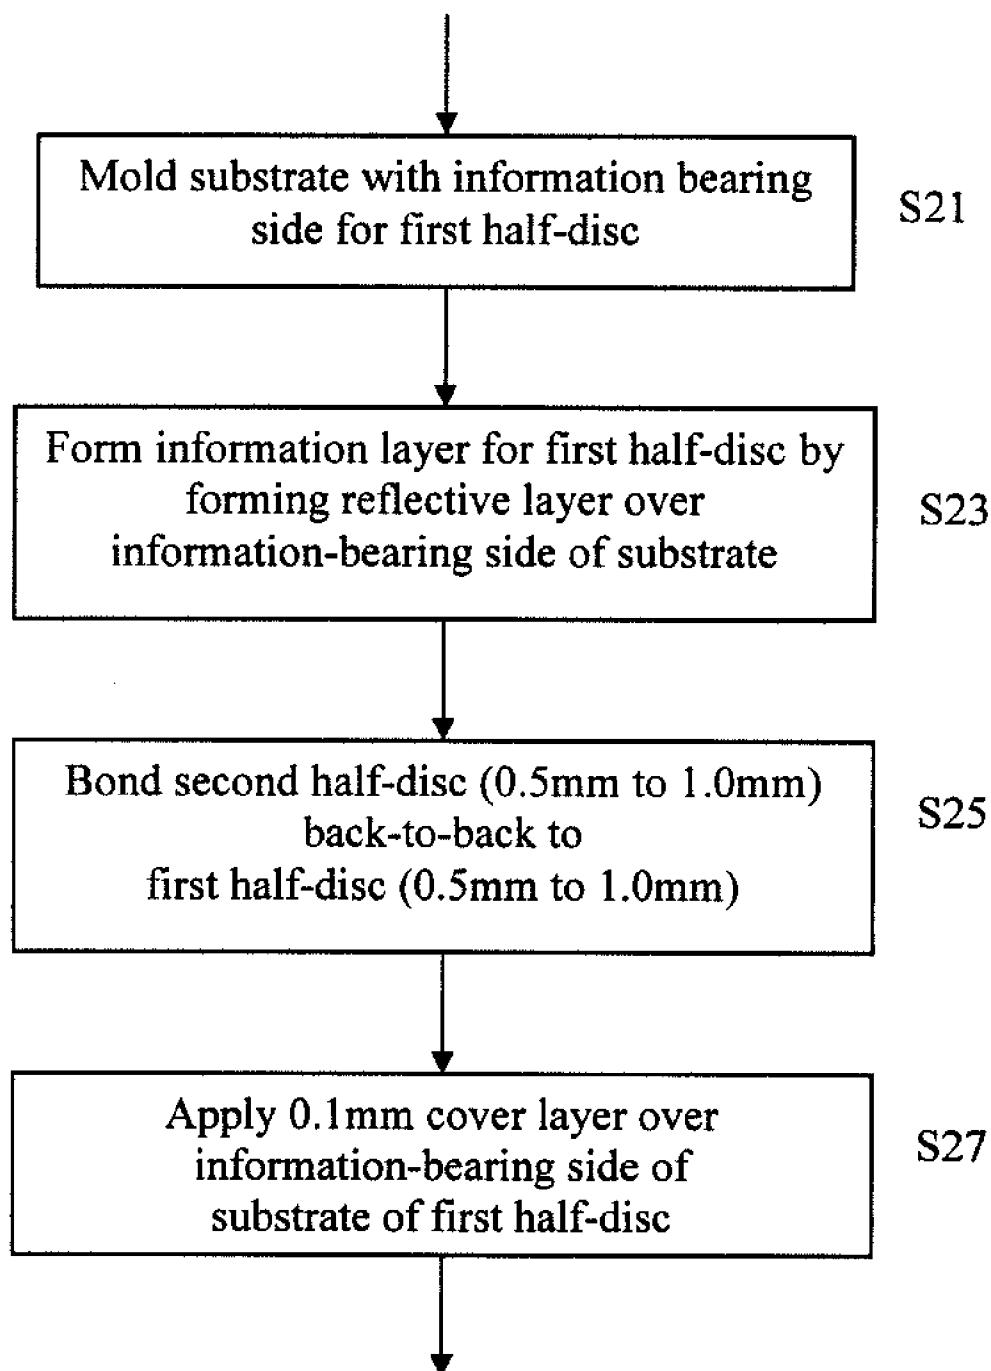 Mold substrate with information bearing
side for first half-disc
S21
Form information layer for first half-disc by
forming reflective layer over
information-bearing side of substrate
S23
Bond second half-disc (0.5mm to 1.0mm)
back-to-back to
first half-disc (0.5mm to 1.0mm)
S25
Apply 0.1mm cover layer over
information-bearing side of
substrate of first half-disc
S27